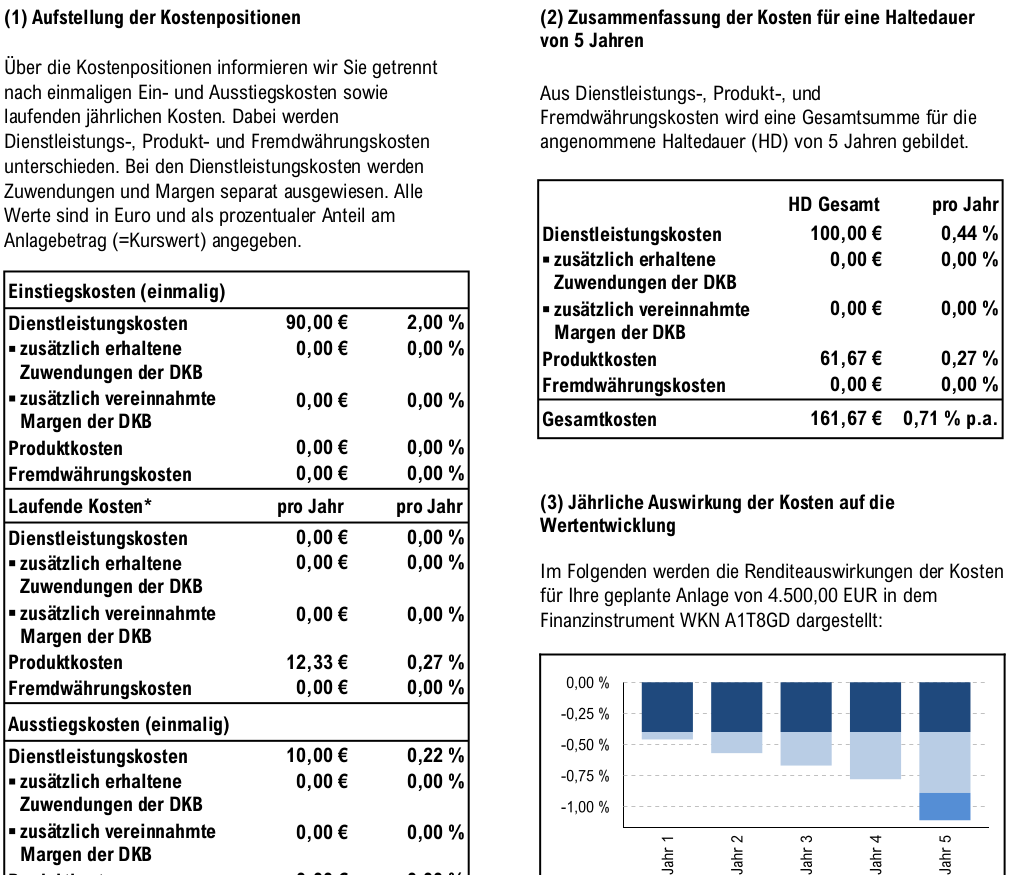 (1) Aufstellung der Kostenpositionen
Über die Kostenpositionen informieren wir Sie getrennt
nach einmaligen Ein- und Ausstiegskosten sowie
laufenden jährlichen Kosten. Dabei werden
Dienstleistungs-, Produkt- und Fremdwährungskosten
unterschieden. Bei den Dienstleistungskosten werden
Zuwendungen und Margen separat ausgewiesen. Alle
Werte sind in Euro und als prozentualer Anteil am
Anlagebetrag (=Kurswert) angegeben.
Einstiegskosten (einmalig)
Dienstleistungskosten 90,00 € 2,00 %
▪ zusätzlich erhaltene 0,00 € 0,00 %
Zuwendungen der DKB
▪ zusätzlich vereinnahmte 0,00 € 0,00 %
Margen der DKB
Produktkosten 0,00 € 0,00 %
Fremdwährungskosten 0,00 € 0,00 %
Laufende Kosten* pro Jahr pro Jahr
Dienstleistungskosten 0,00 € 0,00 %
▪ zusätzlich erhaltene 0,00 € 0,00 %
Zuwendungen der DKB
▪ zusätzlich vereinnahmte 0,00 € 0,00 %
Margen der DKB
Produktkosten 12,33 € 0,27 %
Fremdwährungskosten 0,00 € 0,00 %
Ausstiegskosten (einmalig)
Dienstleistungskosten 10,00 € 0,22 %
▪ zusätzlich erhaltene 0,00 € 0,00 %
Zuwendungen der DKB
▪ zusätzlich vereinnahmte 0,00 € 0,00 %
Margen der DKB
(2) Zusammenfassung der Kosten für eine Haltedauer
von 5 Jahren
Aus Dienstleistungs-, Produkt-, und
Fremdwährungskosten wird eine Gesamtsumme für die
angenommene Haltedauer (HD) von 5 Jahren gebildet.
HD Gesamt pro Jahr
Dienstleistungskosten 100,00 € 0,44 %
▪ zusätzlich erhaltene 0,00 € 0,00 %
Zuwendungen der DKB
▪ zusätzlich vereinnahmte 0,00 € 0,00 %
Margen der DKB
Produktkosten 61,67 € 0,27 %
Fremdwährungskosten 0,00 € 0,00 %
Gesamtkosten 161,67 € 0,71 % p.a.
(3) Jährliche Auswirkung der Kosten auf die
Wertentwicklung
Im Folgenden werden die Renditeauswirkungen der Kosten
für Ihre geplante Anlage von 4.500,00 EUR in dem
Finanzinstrument WKN A1T8GD dargestellt:
0,00 %
-0,25 %
-0,50 %
-0,75 %
-1,00 %
Jahr 1
Jahr 2
Jahr 3
Jahr 4
Jahr 5